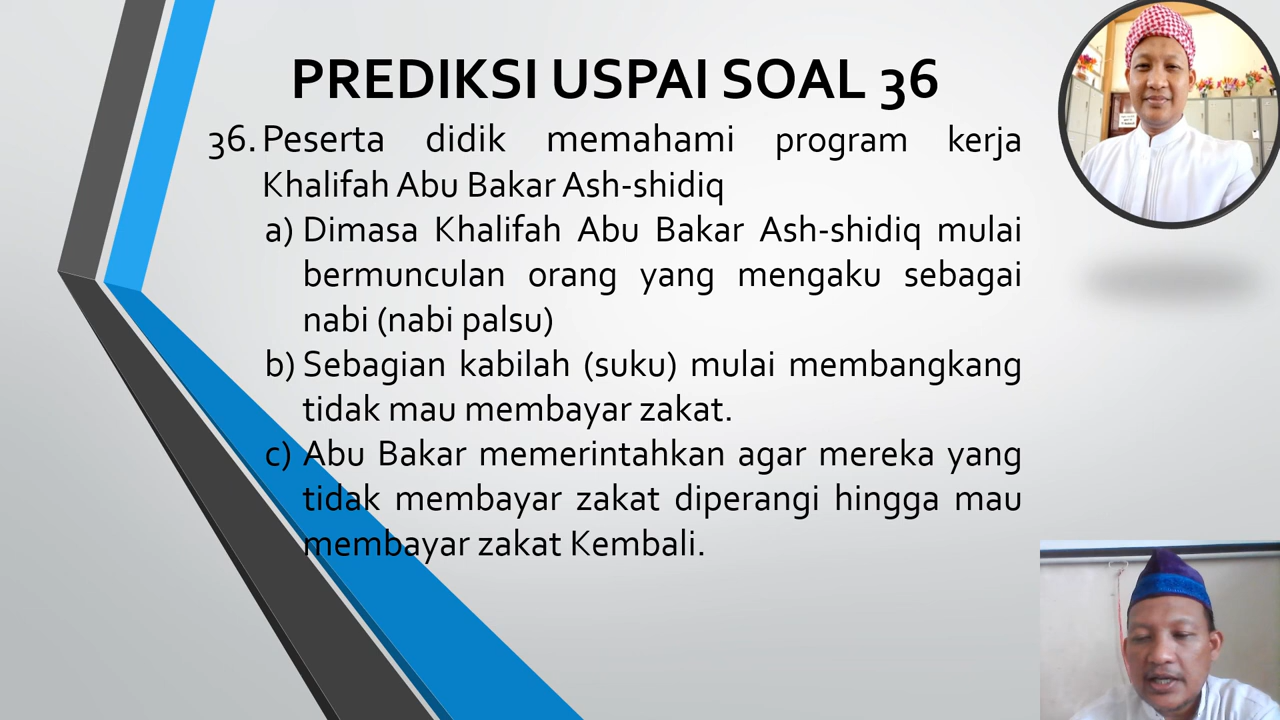 PREDIKSI USPAI SOAL 36
36. Peserta didik memahami program kerja
Khalifah Abu Bakar Ash-shidiq
a) Dimasa Khalifah Abu Bakar Ash-shidiq mulai
bermunculan orang yang mengaku sebagai
nabi (nabi palsu)
b) Sebagian kabilah (suku) mulai membangkang
tidak mau membayar zakat.
c) Abu Bakar memerintahkan agar mereka yang
tidak membayar zakat diperangi hingga mau
membayar zakat Kembali.